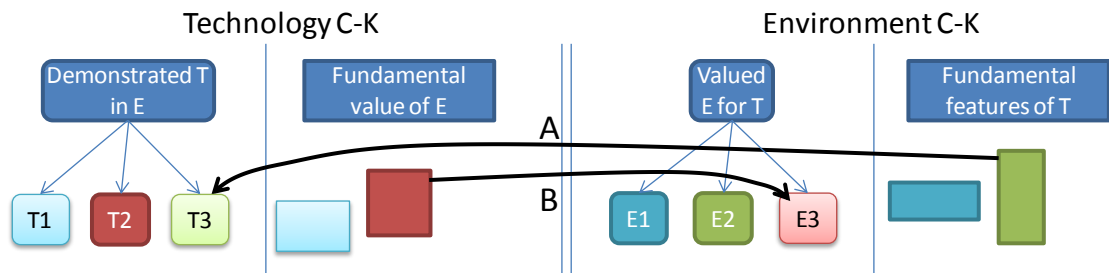 Technology C-K
Environment C-K
Demonstrated T
in E
Fundamental
value of E
Valued
E for T
Fundamental
features of T
A
B
T1
T2
T3
E1
E2
E3